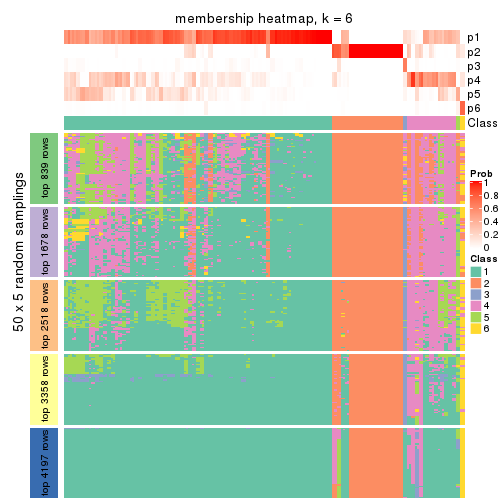 membership heatmap, k = 6
p1
p2
p3
p4
p5
p6
Class
50 x 5 random samplings
top 839 rows
top 1678 rows
top 2518 rows
top 3358 rows
top 4197 rows
Prob
1
0.8
0.6
0.4
0.2
0
Class
1
2
3
4
5
6